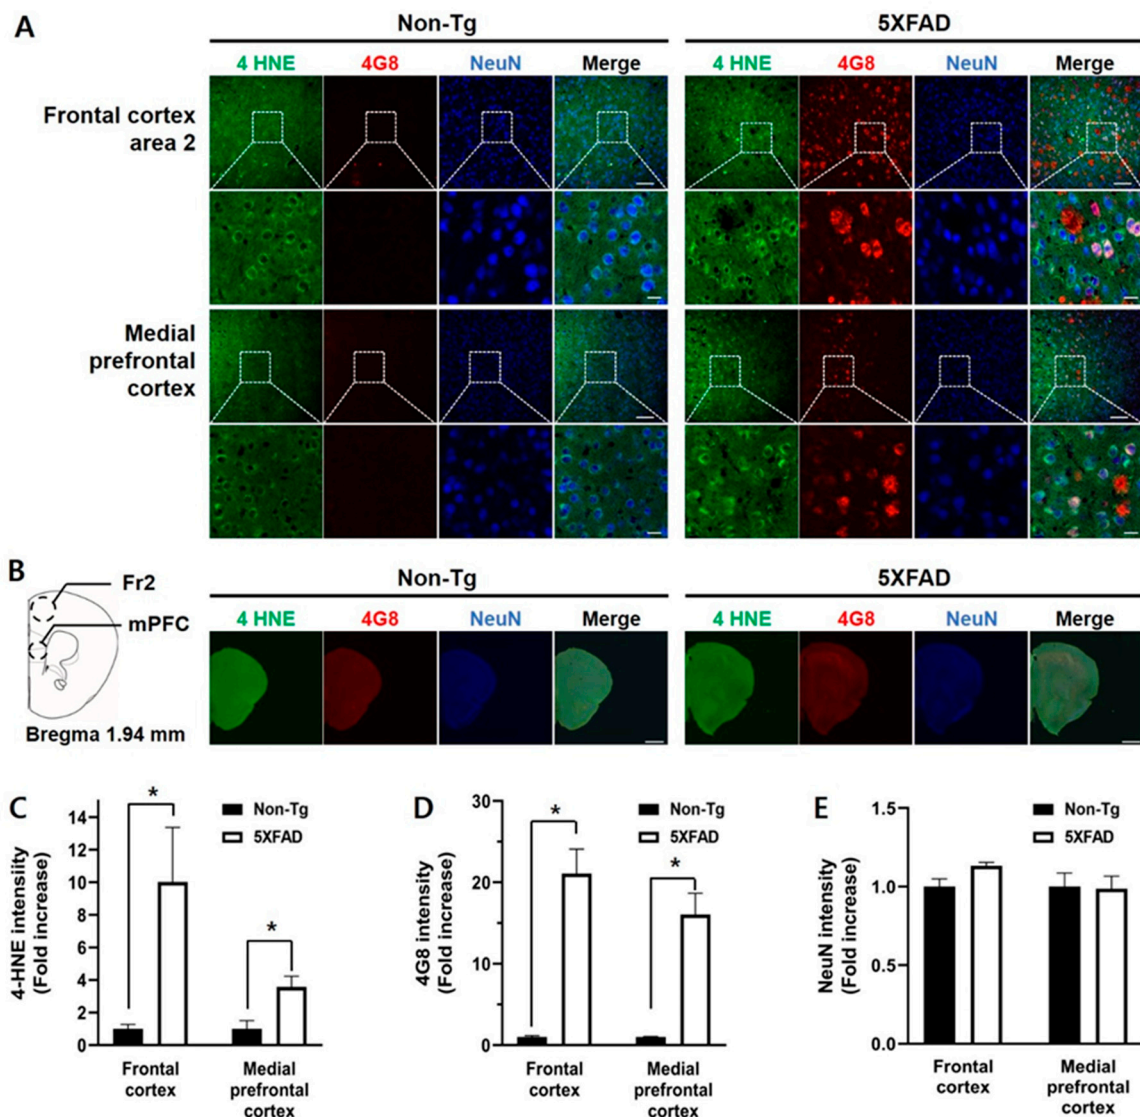 A
Non-Tg
5XFAD
4 HNE 4G8 NeuN Merge 4 HNE 4G8 NeuN Merge
Frontal cortex
area 2
Medial
prefrontal
cortex
B
Fr2
mPFC
Bregma 1.94 mm
Non-Tg
5XFAD
4 HNE 4G8 NeuN Merge 4 HNE 4G8 NeuN Merge
C
4-HNE intensiity
(Fold increase)
14
12
10
8
6
4
2
0
*
*
Non-Tg
5XFAD
Frontal
cortex
Medial
prefrontal
cortex
D
4G8 intensity
(Fold increase)
30
20
10
0
*
*
Non-Tg
5XFAD
Frontal
cortex
Medial
prefrontal
cortex
E
NeuN intensity
(Fold increase)
1.5
1.0
0.5
0.0
Non-Tg
5XFAD
Frontal
cortex
Medial
prefrontal
cortex